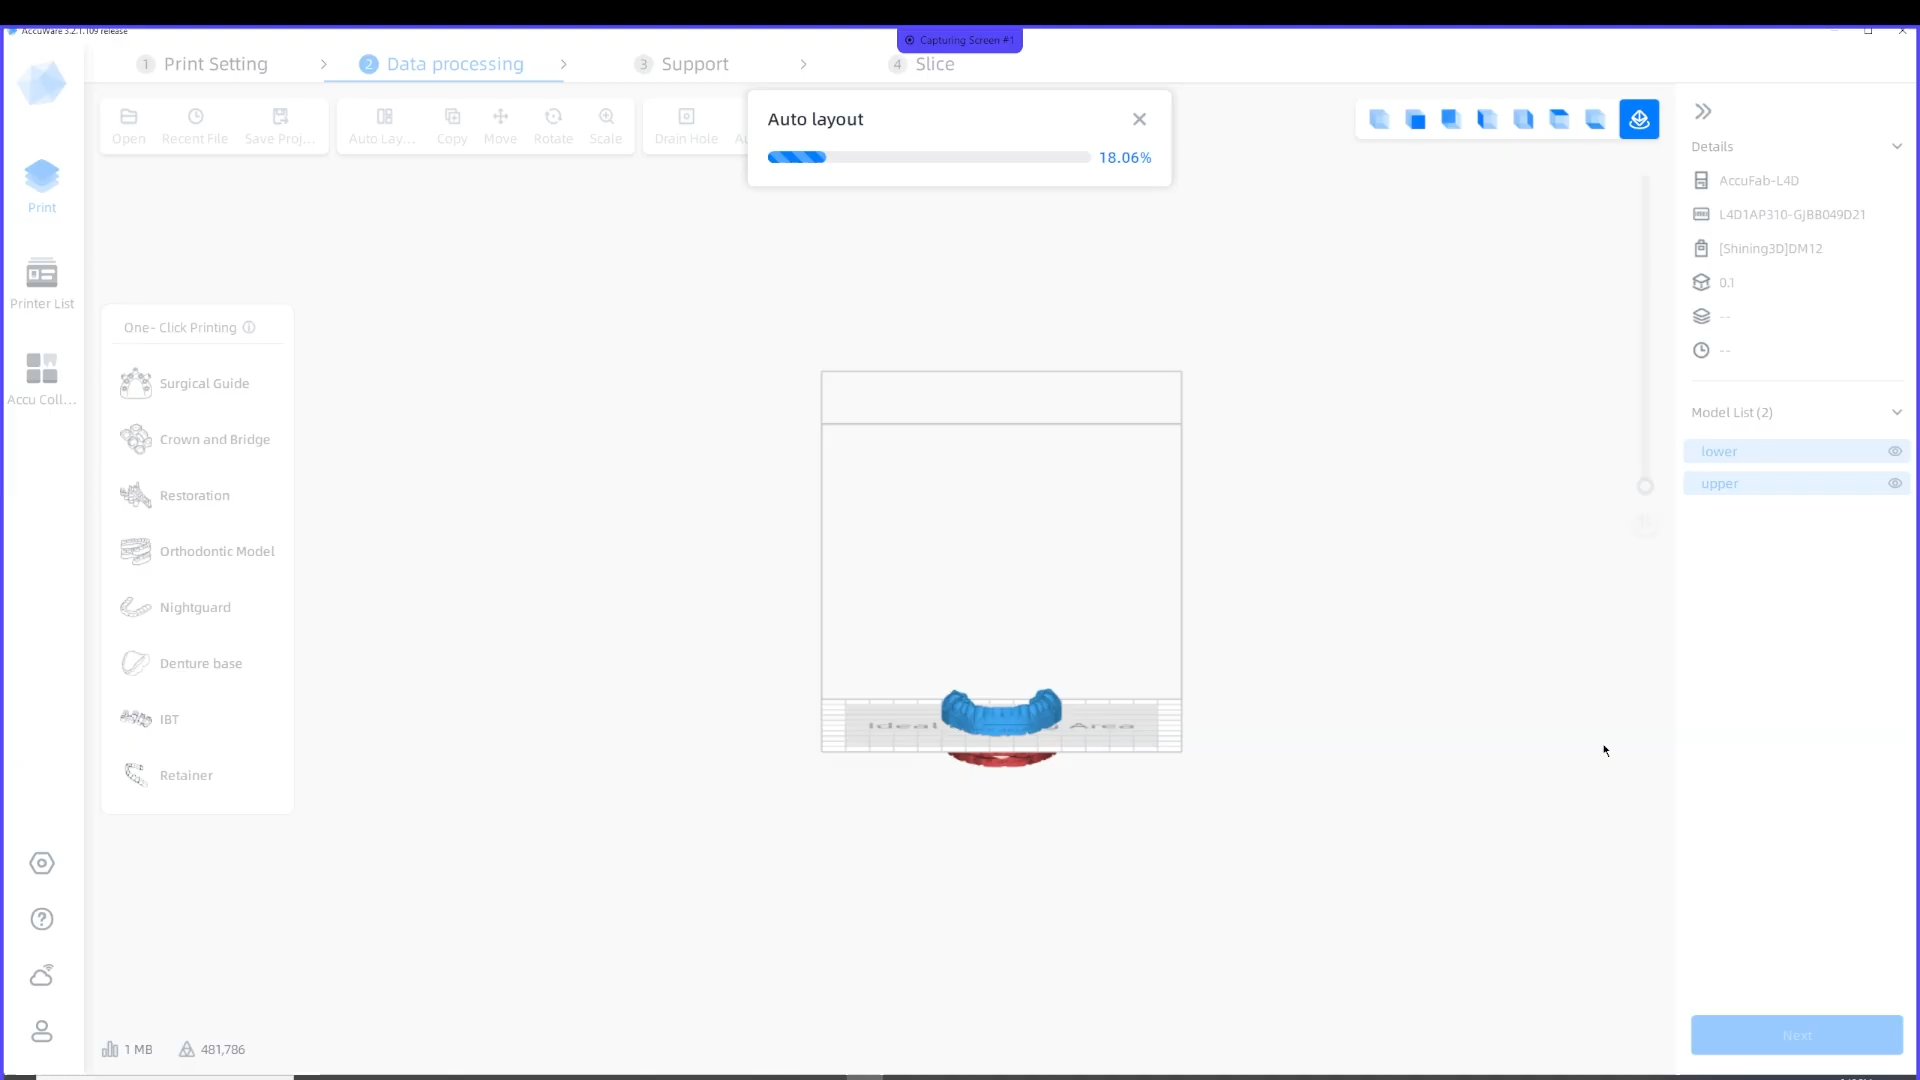 AccuWare 3.2.1.109 release
Capturing Screen #1
1 Print Setting
2 Data processing
3 Support
4 Slice
Open
Recent File
Save Proj...
Auto Lay...
Copy
Move
Rotate
Scale
Drain Hole
Auto layout
18.06%
Print
Printer List
Accu Coll...
One- Click Printing
Surgical Guide
Crown and Bridge
Restoration
Orthodontic Model
Nightguard
Denture base
IBT
Retainer
Ideal Area
Details
AccuFab-L4D
L4D1AP310-GJBB049D21
[Shining3D]DM12
0.1
--
--
Model List (2)
lower
upper
1 MB
481,786
Next